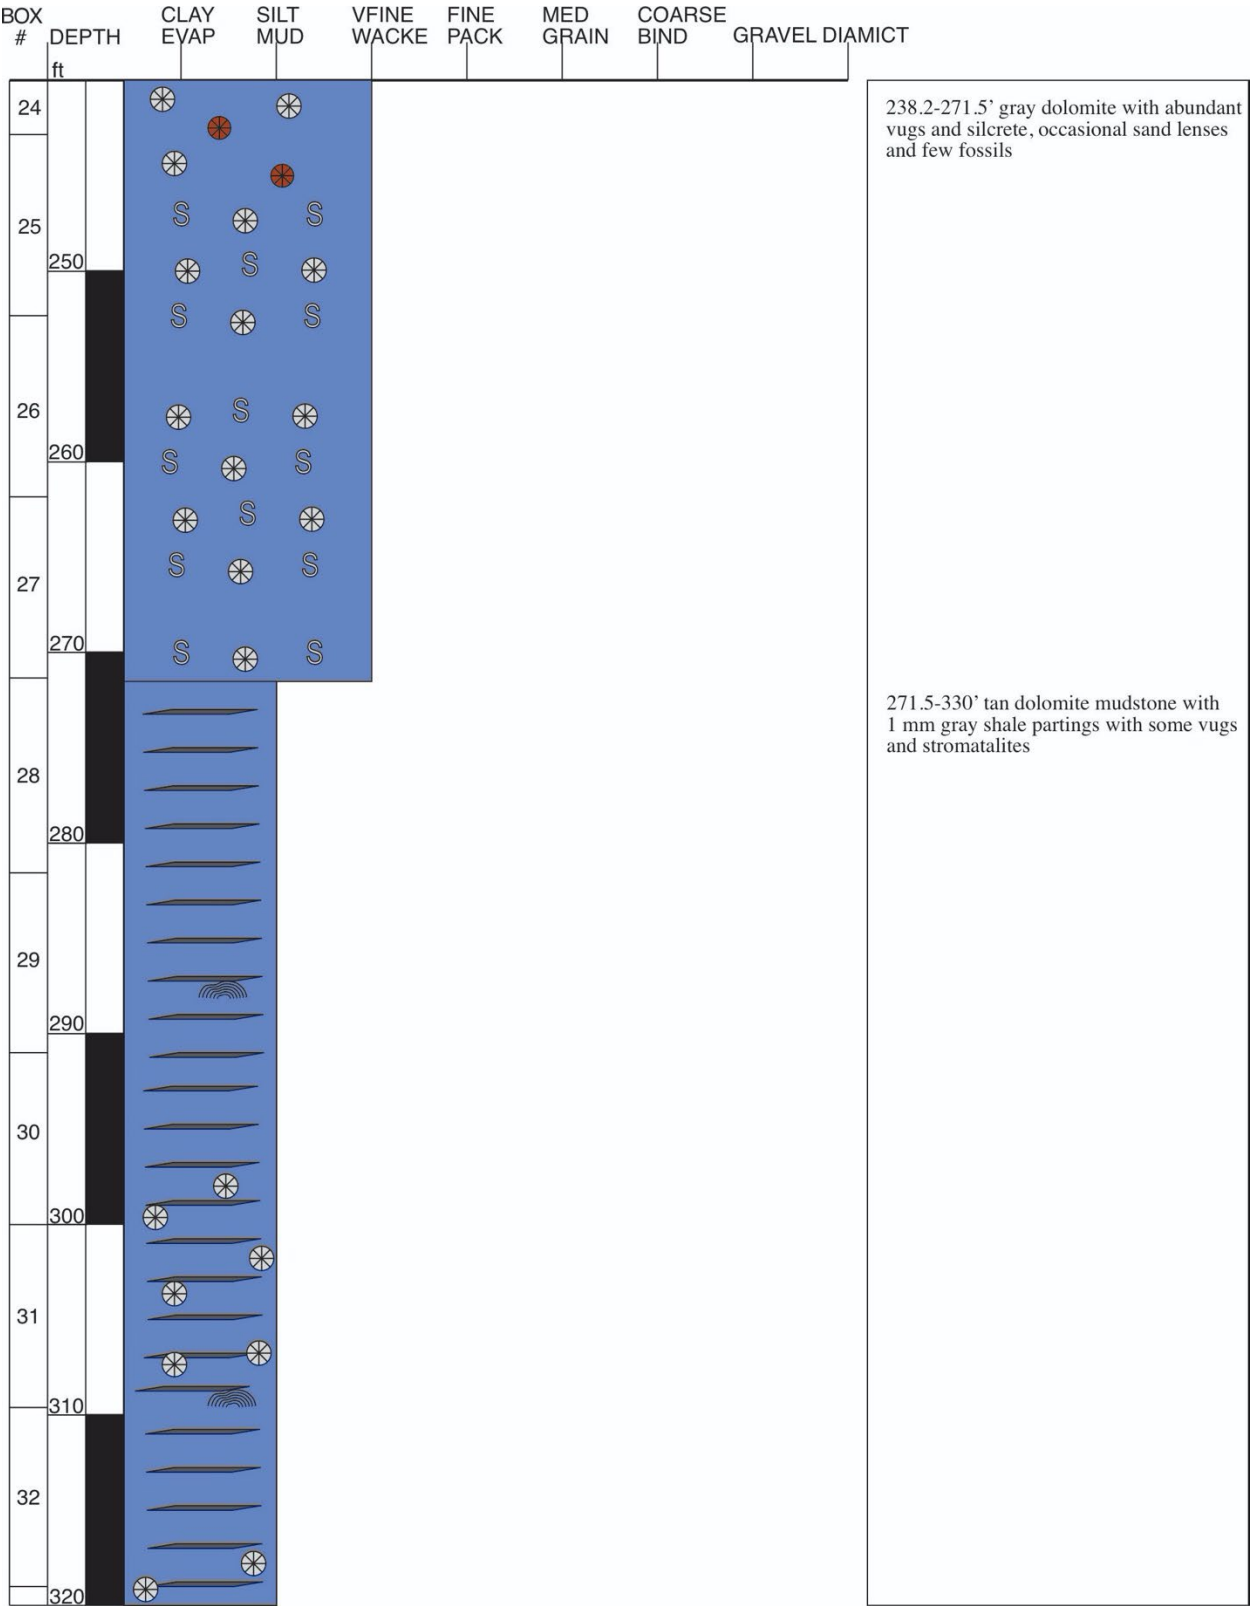 BOX CLAY SILT VFINE FINE MED COARSE
# DEPTH EVAP MUD WACKE PACK GRAIN BIND GRAVEL DIAMICT
ft
24
238.2-271.5’ gray dolomite with abundant
vugs and silcrete, occasional sand lenses
and few fossils
S S
25
250 S
S S
26 S
260 S S
S
S S
27
270 S S
271.5-330’ tan dolomite mudstone with
1 mm gray shale partings with some vugs
and stromatalites
28
280
29
290
30
300
31
310
32
320